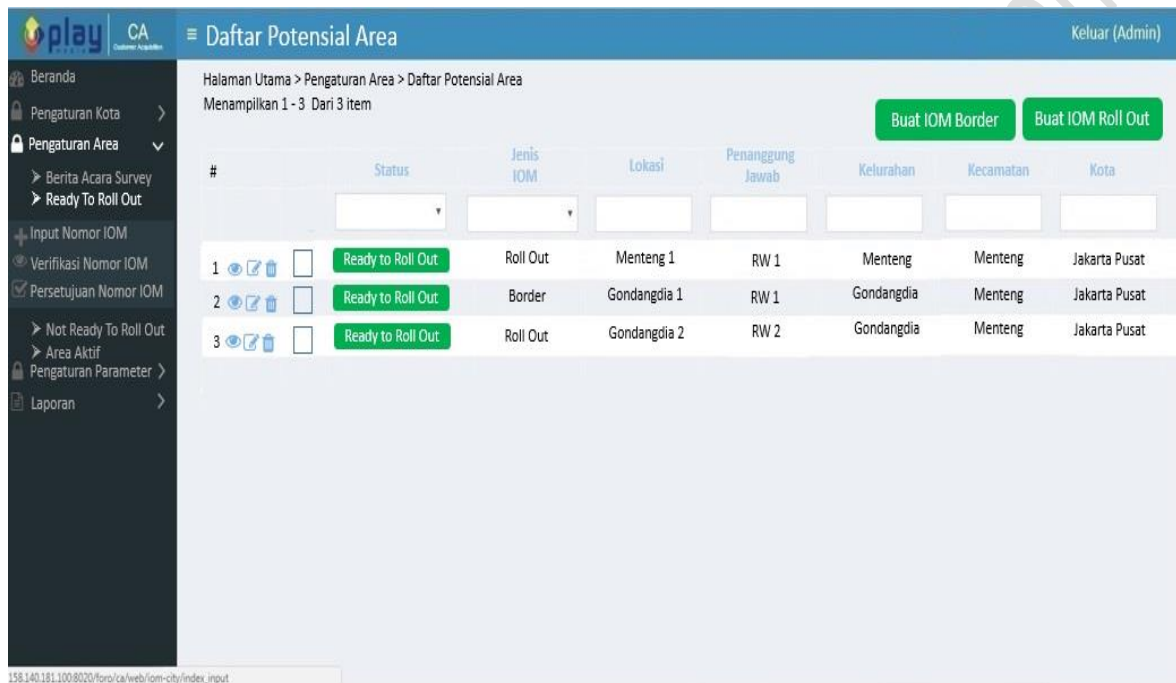 play CA
Customer Acquisition
≡ Daftar Potensial Area
Keluar (Admin)
Beranda
Pengaturan Kota >
Pengaturan Area
➤ Berita Acara Survey
➤ Ready To Roll Out
Input Nomor IOM
Verifikasi Nomor IOM
Persetujuan Nomor IOM
➤ Not Ready To Roll Out
➤ Area Aktif
Pengaturan Parameter >
Laporan >
Halaman Utama > Pengaturan Area > Daftar Potensial Area
Menampilkan 1 - 3 Dari 3 item
Buat IOM Border Buat IOM Roll Out
# Status Jenis IOM Lokasi Penanggung Jawab Kelurahan Kecamatan Kota
1 Ready to Roll Out Roll Out Menteng 1 RW 1 Menteng Menteng Jakarta Pusat
2 Ready to Roll Out Border Gondangdia 1 RW 1 Gondangdia Menteng Jakarta Pusat
3 Ready to Roll Out Roll Out Gondangdia 2 RW 2 Gondangdia Menteng Jakarta Pusat
158.140.181.100:8020/foro/ca/web/iom-city/index_input